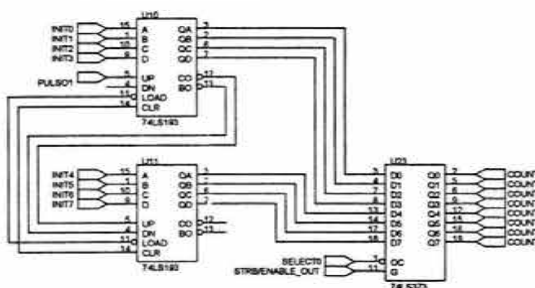 U10
INIT0 15 A QA 3
INIT1 1 B QB 2
INIT2 10 C QC 6
INIT3 9 D QD 7
PULSO1 5 UP CO 12
4 DN BO 13
11 LOAD
14 CLR
74LS193
U11
INIT4 15 A QA 3
INIT5 1 B QB 2
INIT6 10 C QC 6
INIT7 9 D QD 7
5 UP CO 12
4 DN BO 13
11 LOAD
14 CLR
74LS193
3 D0 Q0 2 COUNT
4 D1 Q1 5 COUNT
7 D2 Q2 6 COUNT
8 D3 Q3 9 COUNT
13 D4 Q4 12 COUNT
14 D5 Q5 15 COUNT
17 D6 Q6 16 COUNT
18 D7 Q7 19 COUNT
SELECT0 1 OC
STRB/ENABLE_OUT 11 G
74LS373